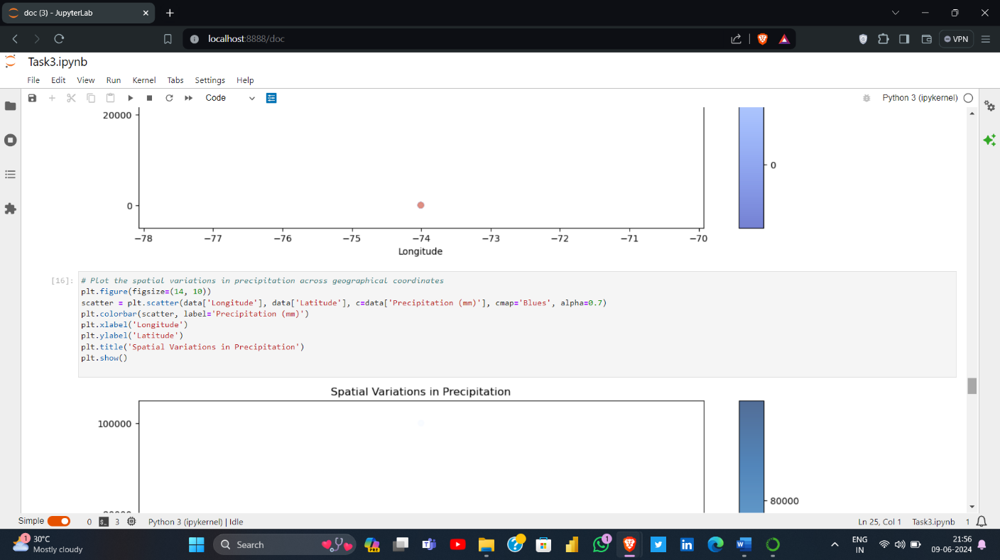 doc (3) - JupyterLab
localhost:8888/doc
VPN
Task3.ipynb
File Edit View Run Kernel Tabs Settings Help
Code
Python 3 (ipykernel)
20000
0
0
−78 −77 −76 −75 −74 −73 −72 −71 −70
Longitude
[16]:
# Plot the spatial variations in precipitation across geographical coordinates
plt.figure(figsize=(14, 10))
scatter = plt.scatter(data['Longitude'], data['Latitude'], c=data['Precipitation (mm)'], cmap='Blues', alpha=0.7)
plt.colorbar(scatter, label='Precipitation (mm)')
plt.xlabel('Longitude')
plt.ylabel('Latitude')
plt.title('Spatial Variations in Precipitation')
plt.show()
Spatial Variations in Precipitation
100000
80000
Simple 0 $_ 3 Python 3 (ipykernel) | Idle Ln 25, Col 1 Task3.ipynb 1
1
30°C
Mostly cloudy
Search
PRE
1
ENG
IN
21:56
09-06-2024